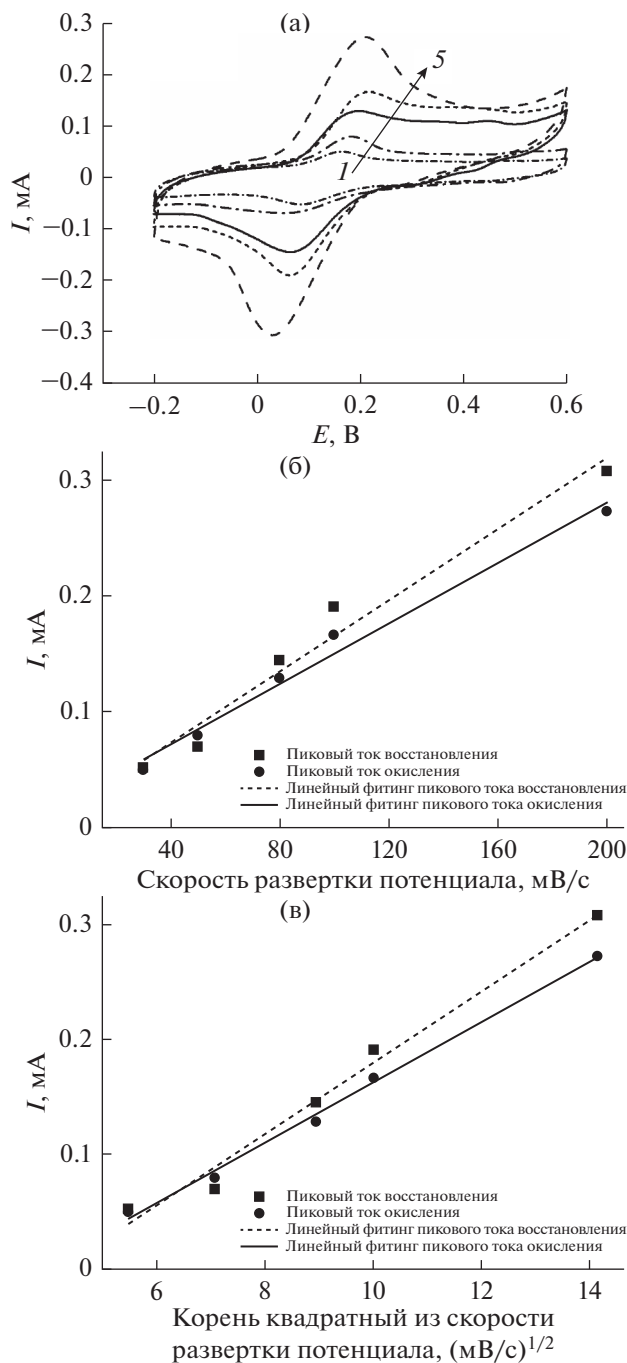 (а)
0.3
5
0.2
0.1
1
0
−0.1
−0.2
−0.3
−0.4
I, мА
−0.2
0
0.2
0.4
0.6
E, В
(б)
0.3
0.2
0.1
0
I, мА
Пиковый ток восстановления
Пиковый ток окисления
Линейный фитинг пикового тока восстановления
Линейный фитинг пикового тока окисления
40
80
120
160
200
Скорость развертки потенциала, мВ/с
(в)
0.3
0.2
0.1
0
I, мА
Пиковый ток восстановления
Пиковый ток окисления
Линейный фитинг пикового тока восстановления
Линейный фитинг пикового тока окисления
6
8
10
12
14
Корень квадратный из скорости
развертки потенциала, (мВ/с)^1/2